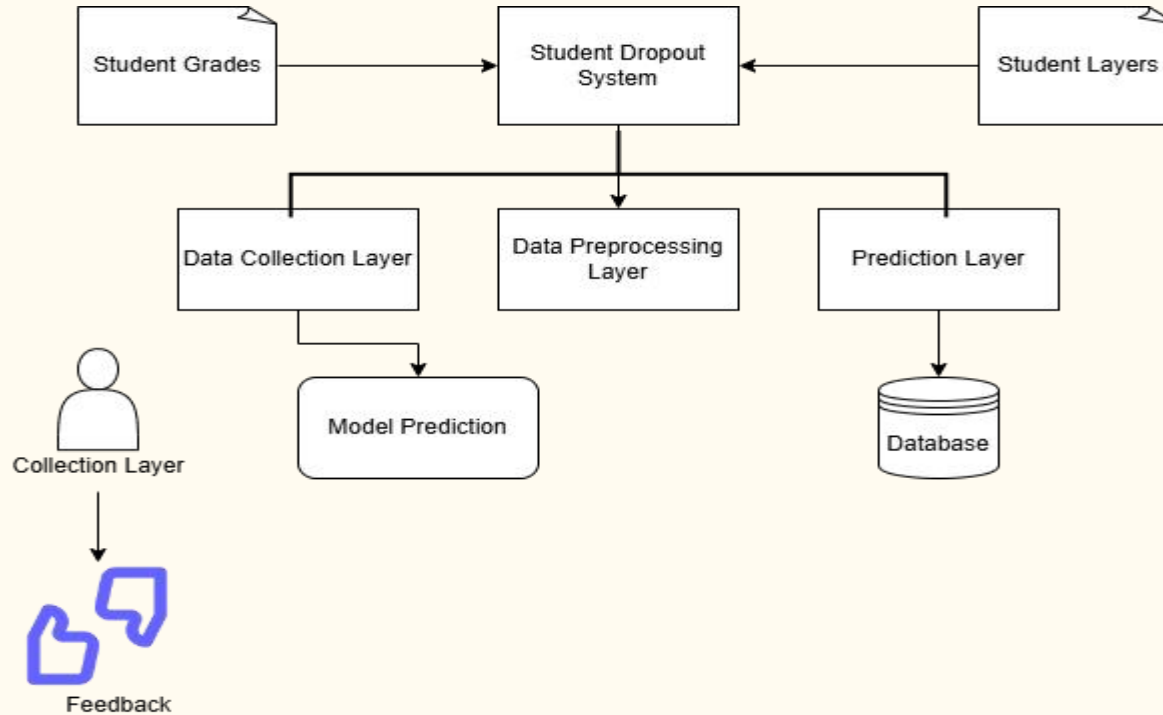 Student Grades
Student Dropout
System
Student Layers
Data Collection Layer
Data Preprocessing
Layer
Prediction Layer
Model Prediction
Database
Collection Layer
Feedback